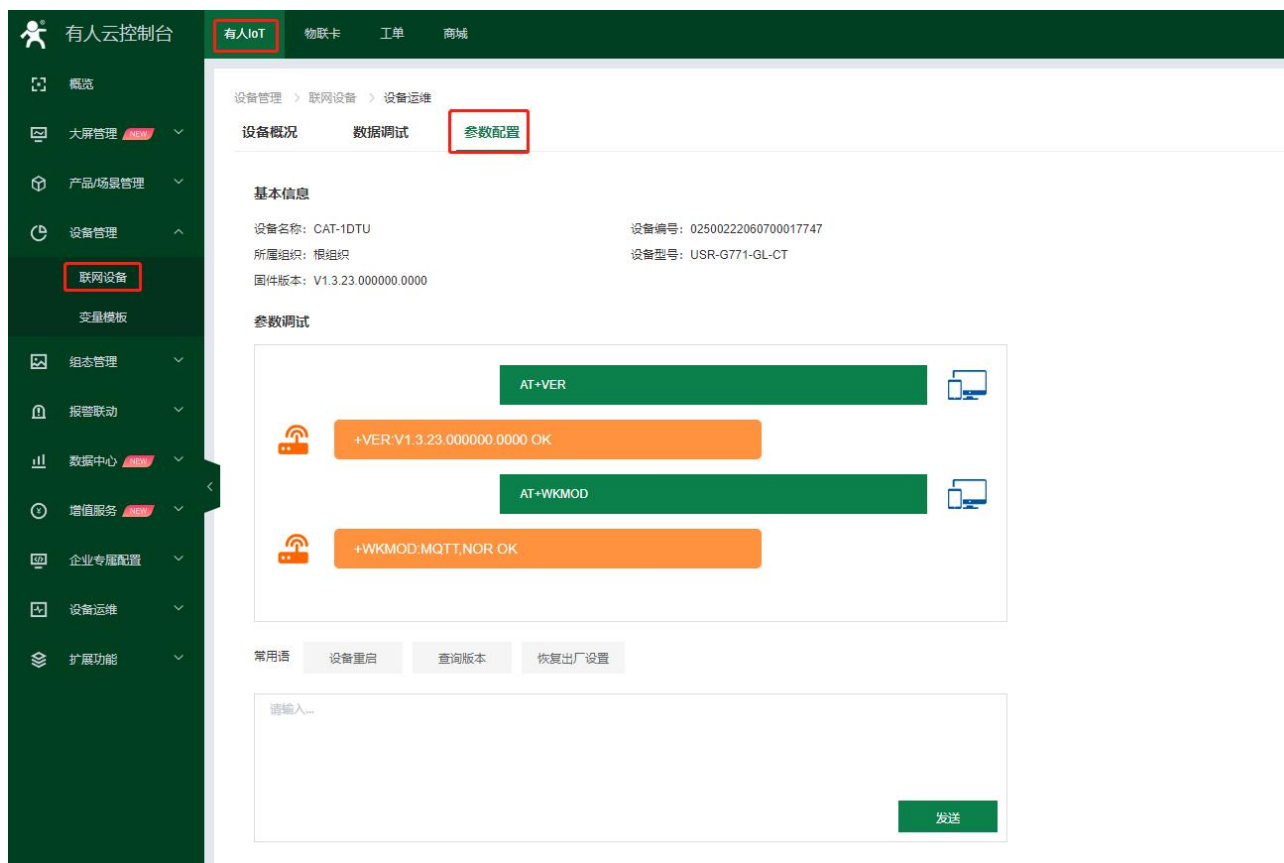 有人云控制台
有人IoT 物联卡 工单 商城
概览
大屏管理 NEW
产品/场景管理
设备管理
联网设备
变量模板
组态管理
报警联动
数据中心 NEW
增值服务 NEW
企业专属配置
设备运维
扩展功能
设备管理 > 联网设备 > 设备运维
设备概况 数据调试 参数配置
基本信息
设备名称: CAT-1DTU 设备编号: 02500222060700017747
所属组织: 根组织 设备型号: USR-G771-GL-CT
固件版本: V1.3.23.000000.0000
参数调试
AT+VER
+VER:V1.3.23.000000.0000 OK
AT+WKMOD
+WKMOD:MQTT,NOR OK
常用语 设备重启 查询版本 恢复出厂设置
请输入...
发送